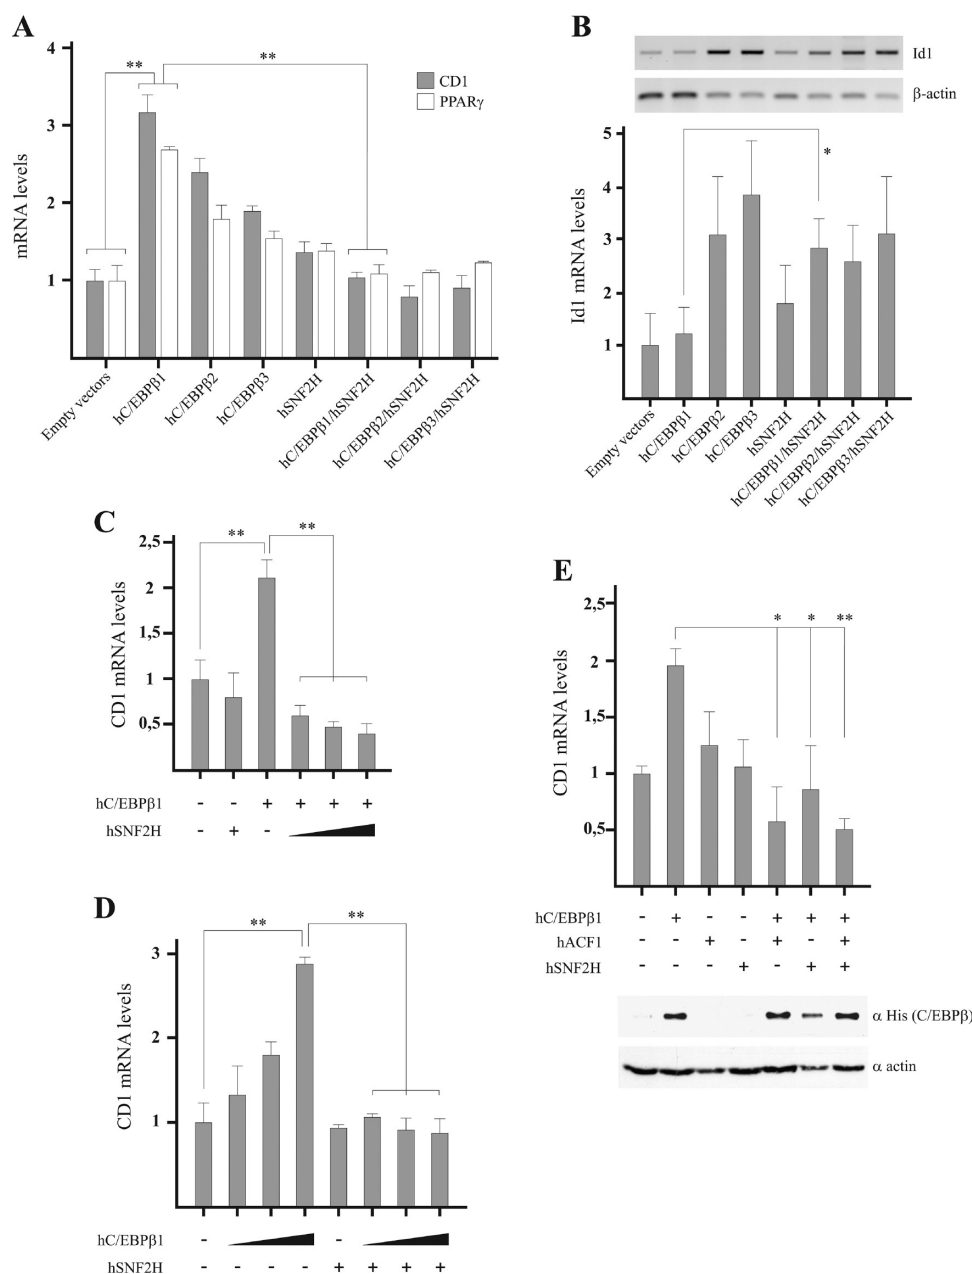 A
4
3
2
1
mRNA levels
**
**
CD1
PPARγ
Empty vectors
hC/EBPβ1
hC/EBPβ2
hC/EBPβ3
hSNF2H
hC/EBPβ1/hSNF2H
hC/EBPβ2/hSNF2H
hC/EBPβ3/hSNF2H
B
Id1
β-actin
5
4
3
2
1
Id1 mRNA levels
*
Empty vectors
hC/EBPβ1
hC/EBPβ2
hC/EBPβ3
hSNF2H
hC/EBPβ1/hSNF2H
hC/EBPβ2/hSNF2H
hC/EBPβ3/hSNF2H
C
2,5
2
1,5
1
0,5
CD1 mRNA levels
**
**
hC/EBPβ1 - - + + + +
hSNF2H - + -
D
3
2
1
CD1 mRNA levels
**
**
hC/EBPβ1 - -
hSNF2H - - - - + + + +
E
2,5
2
1,5
1
0,5
CD1 mRNA levels
* * **
hC/EBPβ1 - + - - + + +
hACF1 - - + - + - +
hSNF2H - - - + - + +
α His (C/EBPβ)
α actin